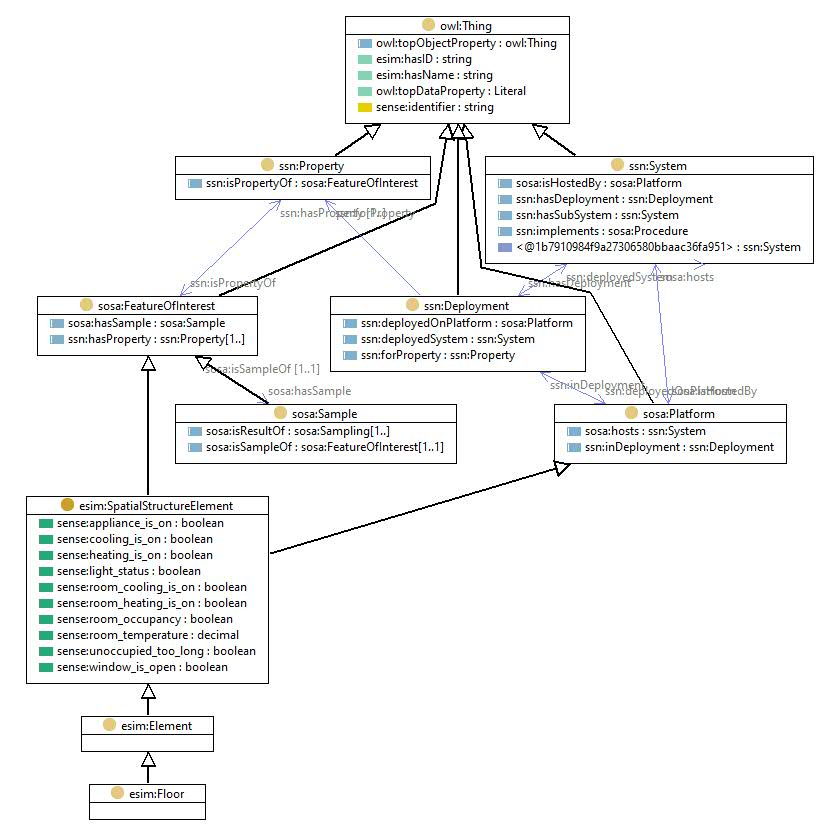 owl:Thing
owl:topObjectProperty : owl:Thing
esim:hasID : string
esim:hasName : string
owl:topDataProperty : Literal
sense:identifier : string
ssn:Property
ssn:isPropertyOf : sosa:FeatureOfInterest
ssn:System
sosa:isHostedBy : sosa:Platform
ssn:hasDeployment : ssn:Deployment
ssn:hasSubSystem : ssn:System
ssn:implements : sosa:Procedure
<@1b7910984f9a27306580bbaac36fa951> : ssn:System
ssn:hasProperty [1..]
ssn:forProperty
ssn:isPropertyOf
ssn:hasDeployment
ssn:deployedSystem
sosa:hosts
sosa:FeatureOfInterest
sosa:hasSample : sosa:Sample
ssn:hasProperty : ssn:Property[1..]
ssn:Deployment
ssn:deployedOnPlatform : sosa:Platform
ssn:deployedSystem : ssn:System
ssn:forProperty : ssn:Property
sosa:isSampleOf [1..1]
sosa:hasSample
ssn:inDeployment
ssn:deployedOnPlatform
sosa:isHostedBy
sosa:Sample
sosa:isResultOf : sosa:Sampling[1..]
sosa:isSampleOf : sosa:FeatureOfInterest[1..1]
sosa:Platform
sosa:hosts : ssn:System
ssn:inDeployment : ssn:Deployment
esim:SpatialStructureElement
sense:appliance_is_on : boolean
sense:cooling_is_on : boolean
sense:heating_is_on : boolean
sense:light_status : boolean
sense:room_cooling_is_on : boolean
sense:room_heating_is_on : boolean
sense:room_occupancy : boolean
sense:room_temperature : decimal
sense:unoccupied_too_long : boolean
sense:window_is_open : boolean
esim:Element
esim:Floor